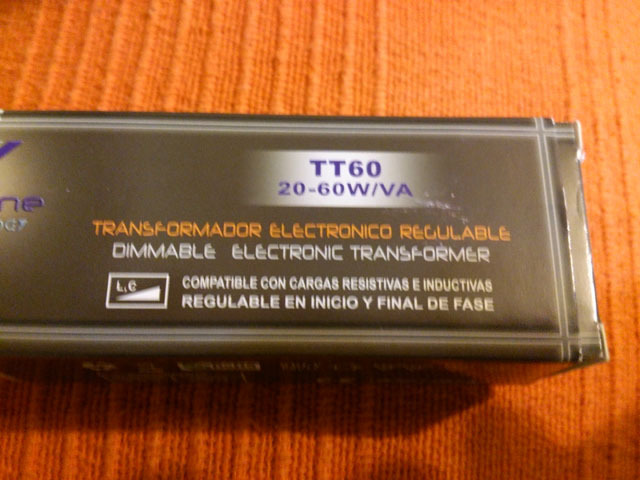 TT60
20-60W/VA
TRANSFORMADOR ELECTRONICO REGULABLE
DIMMABLE ELECTRONIC TRANSFORMER
L,C
COMPATIBLE CON CARGAS RESISTIVAS E INDUCTIVAS
REGULABLE EN INICIO Y FINAL DE FASE